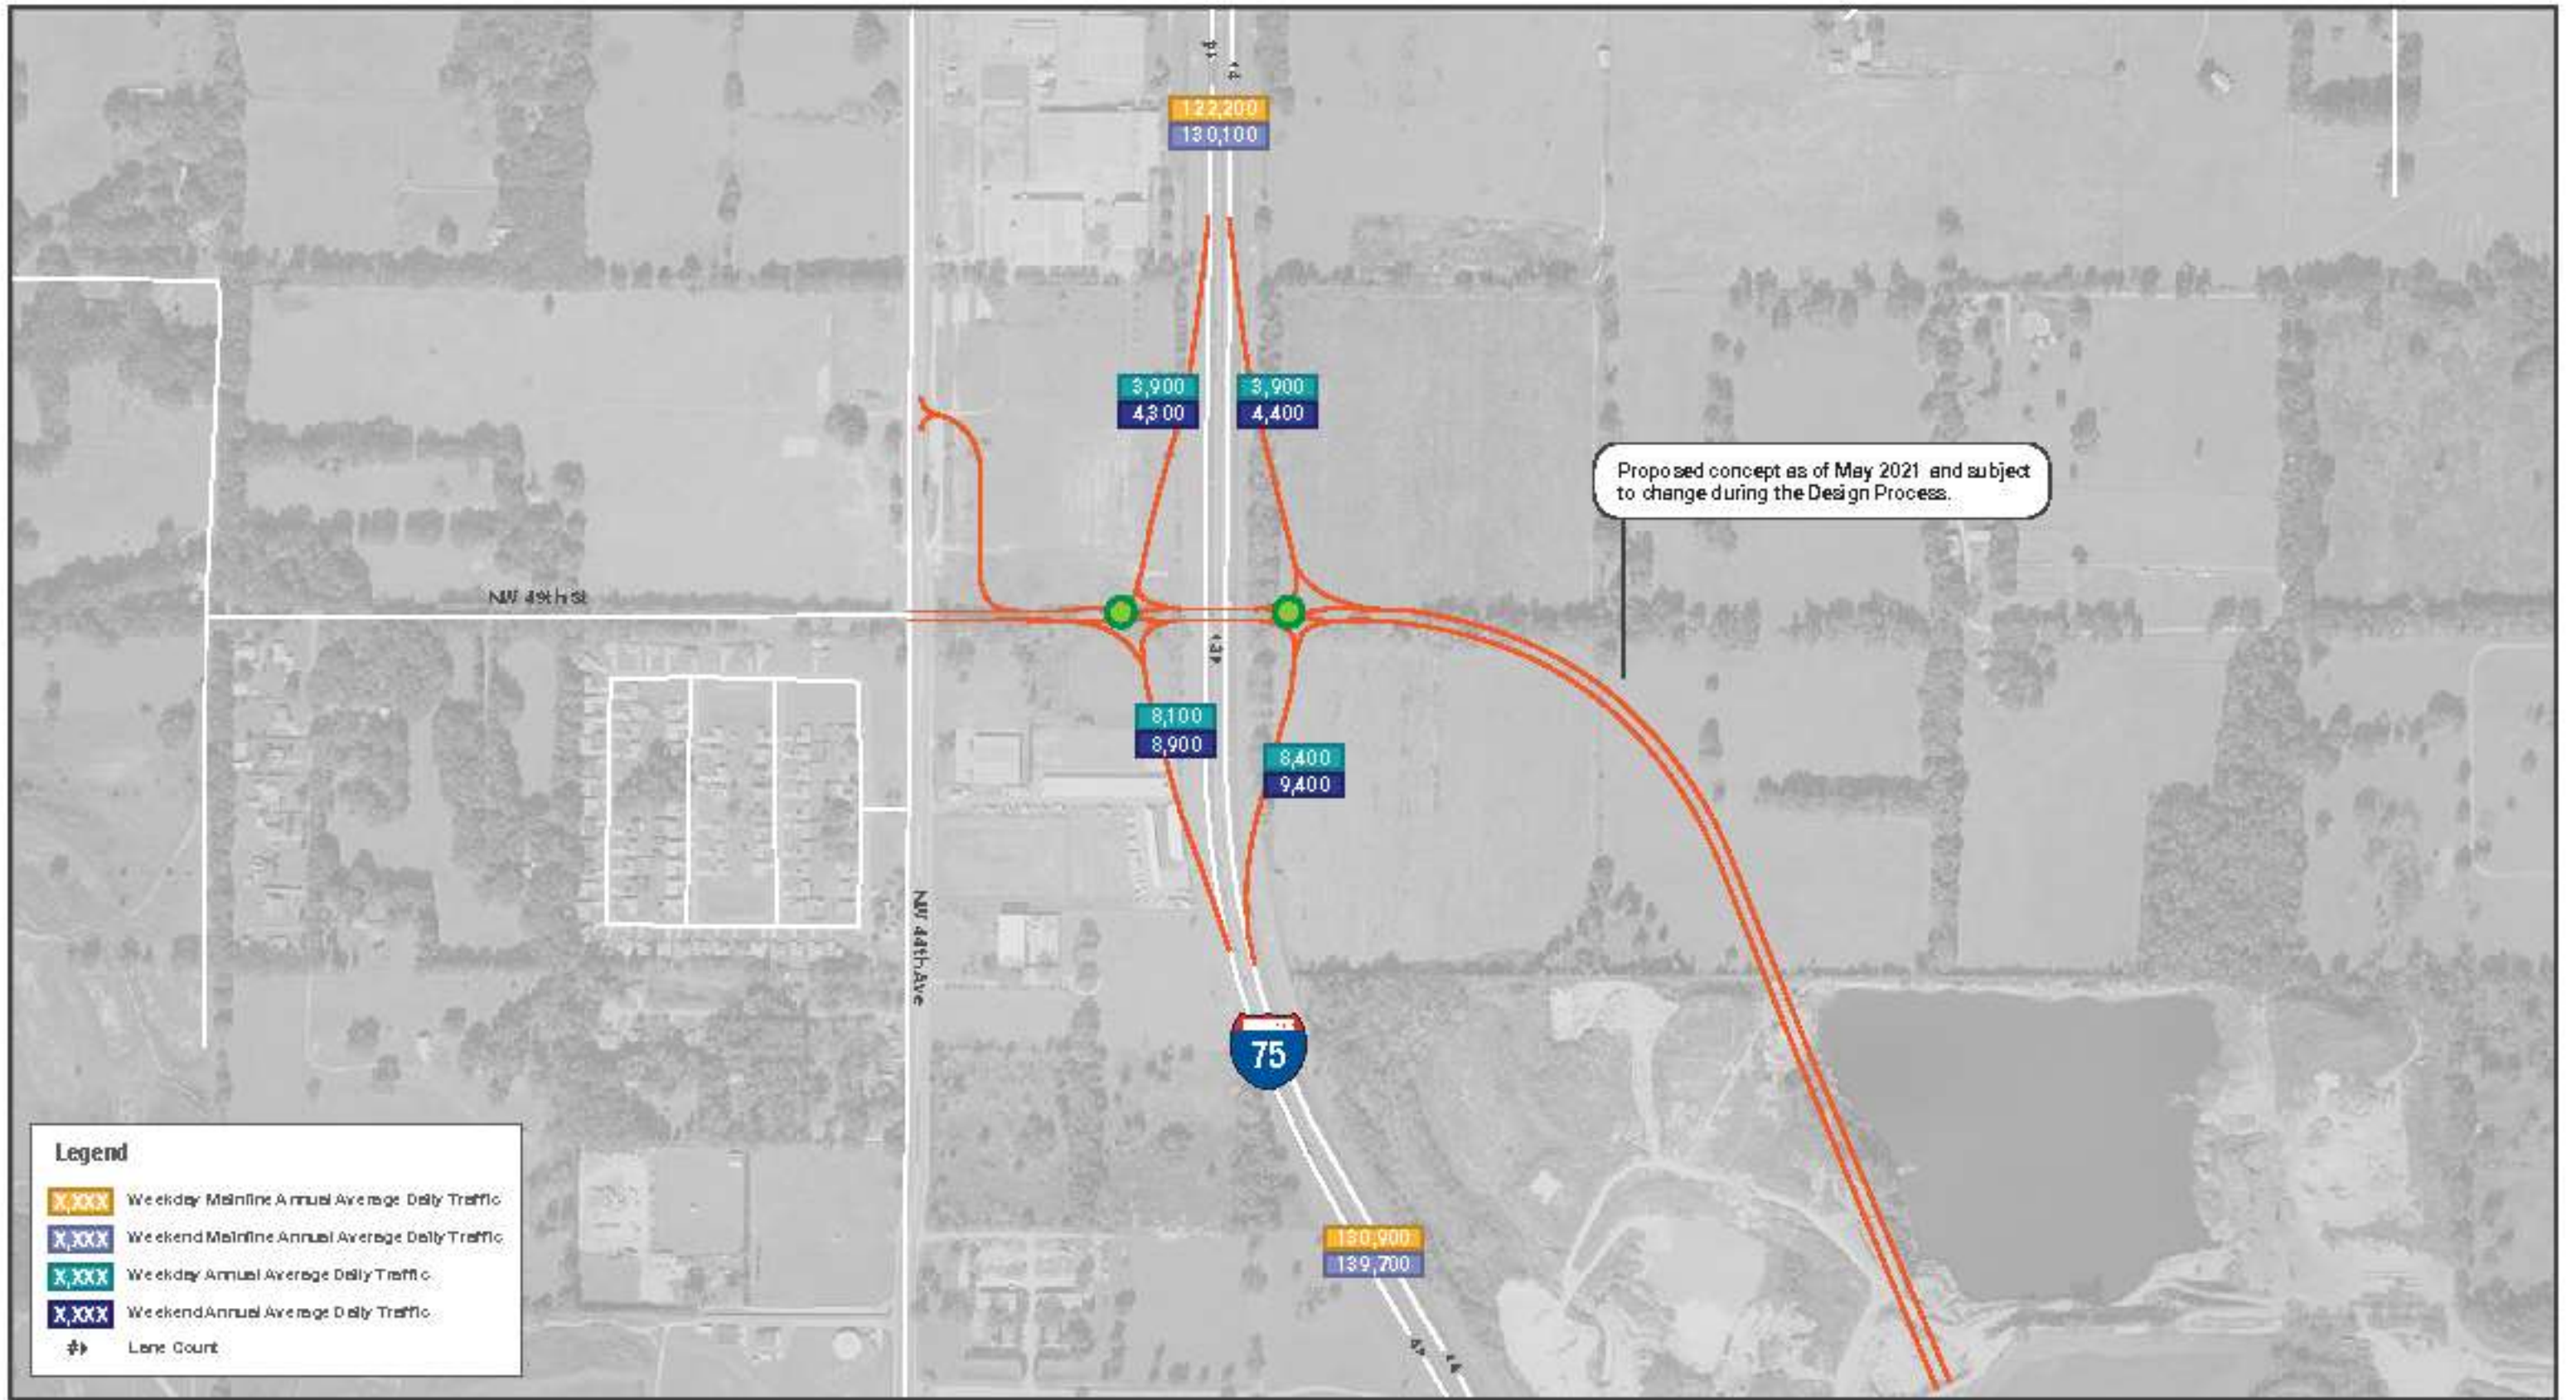 122,200
130,100
3,900
4,300
3,900
4,400
Proposed concept as of May 2021 and subject
to change during the Design Process.
NW 49th St
8,100
8,900
8,400
9,400
NW 44th Ave
75
130,900
139,700
Legend
X,XXX Weekday Mainline Annual Average Daily Traffic
X,XXX Weekend Mainline Annual Average Daily Traffic
X,XXX Weekday Annual Average Daily Traffic
X,XXX Weekend Annual Average Daily Traffic
# Lane Count